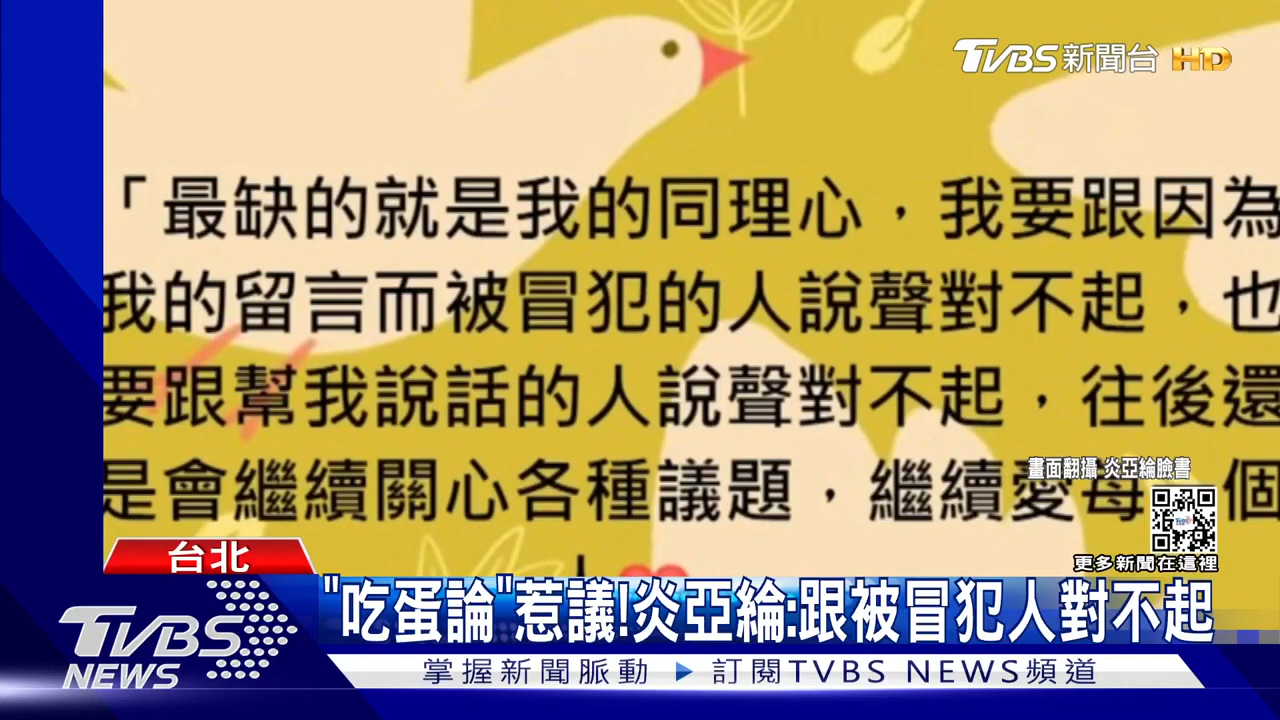 TVBS新聞台 HD
「最缺的就是我的同理心，我要跟因為
我的留言而被冒犯的人說聲對不起，也
要跟幫我說話的人說聲對不起，往後還
是會繼續關心各種議題，繼續愛每 個
人
畫面翻攝 炎亞綸臉書
更多新聞在這裡
台北
"吃蛋論"惹議!炎亞綸:跟被冒犯人對不起
TVBS NEWS
掌握新聞脈動 ▶ 訂閱TVBS NEWS頻道